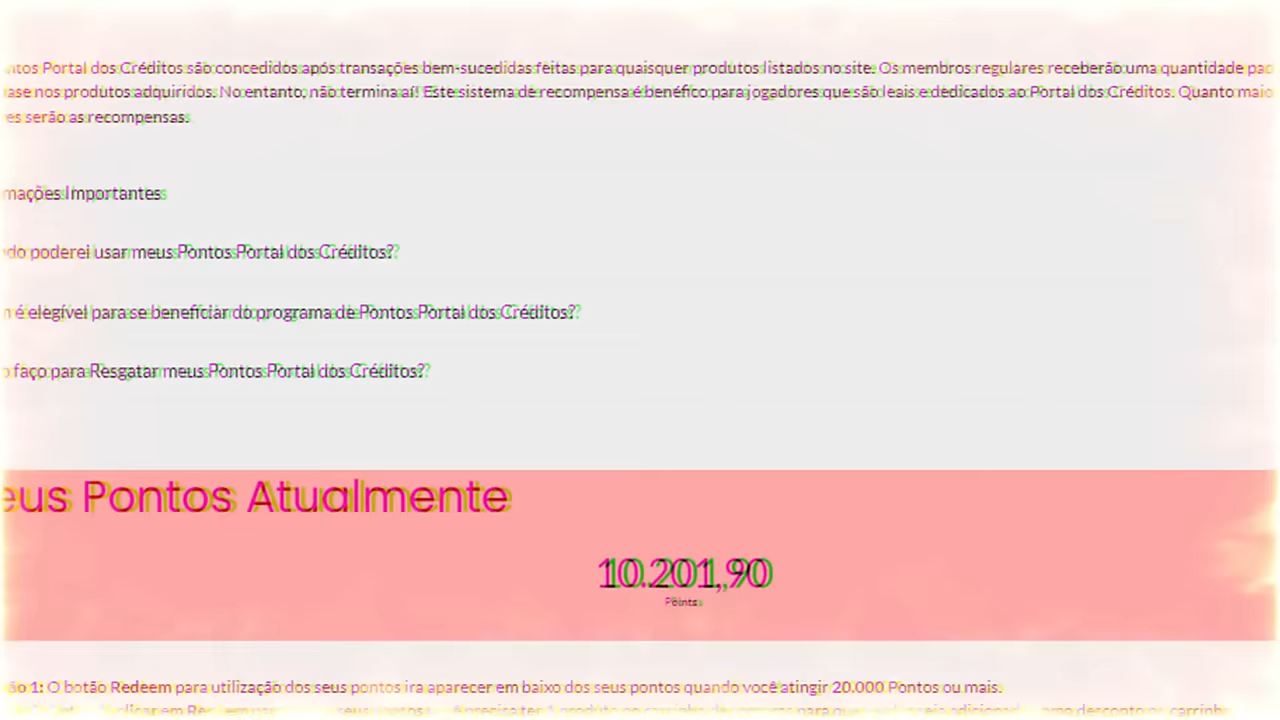 Portal dos Créditos são concedidos após transações bem-sucedidas feitas para quaisquer produtos listados no site. Os membros regulares receberão uma quantidade
nos produtos adquiridos. No entanto, não termina aí! Este sistema de recompensa é benéfico para jogadores que são leais e dedicados ao Portal dos Créditos. Quanto
serão as recompensas.
mações Importantes
do poderei usar meus Pontos Portal dos Créditos?
é elegível para se beneficiar do programa de Pontos Portal dos Créditos?
faço para Resgatar meus Pontos Portal dos Créditos?
eus Pontos Atualmente
10.201,90
Points
ão 1: O botão Redeem para utilização dos seus pontos ira aparecer em baixo dos seus pontos quando você atingir 20.000 Pontos ou mais.